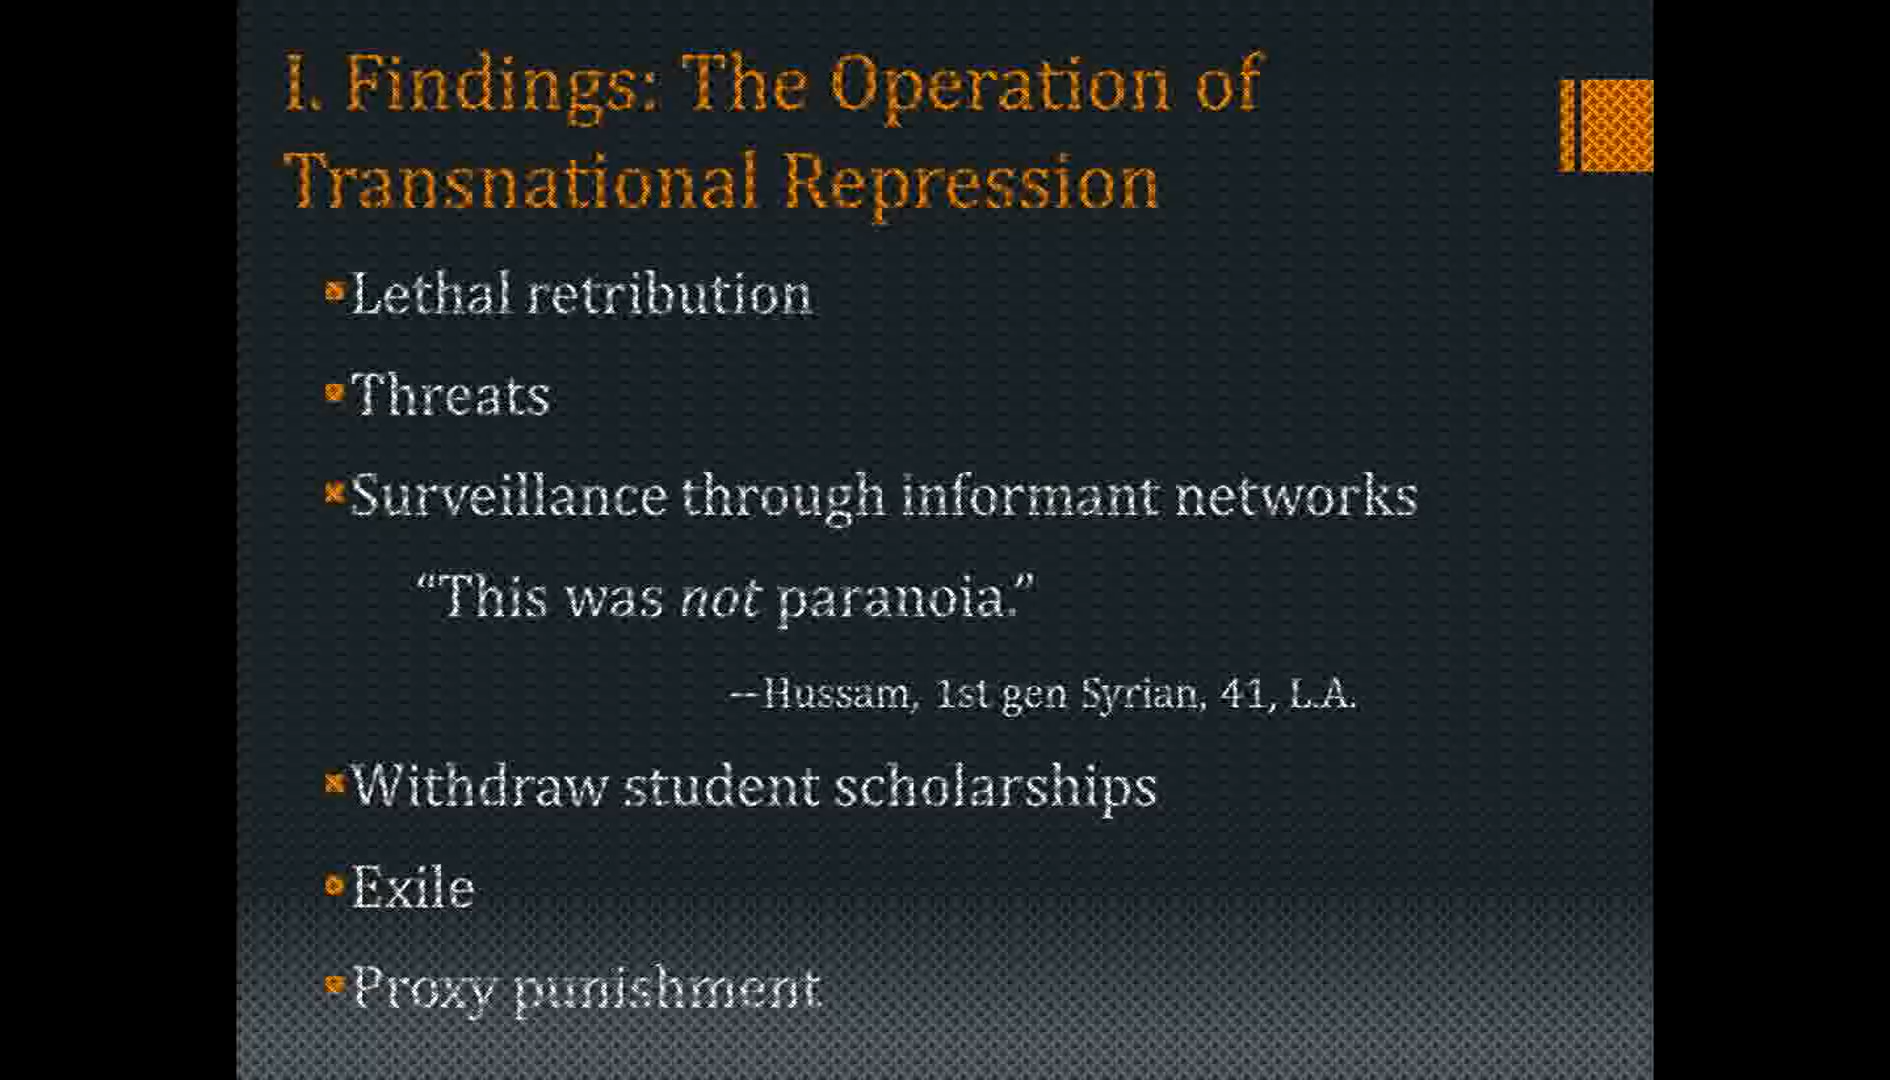 I. Findings: The Operation of
Transnational Repression
Lethal retribution
Threats
Surveillance through informant networks
“This was not paranoia.”
--Hussam, 1st gen Syrian, 41, L.A.
Withdraw student scholarships
Exile
Proxy punishment